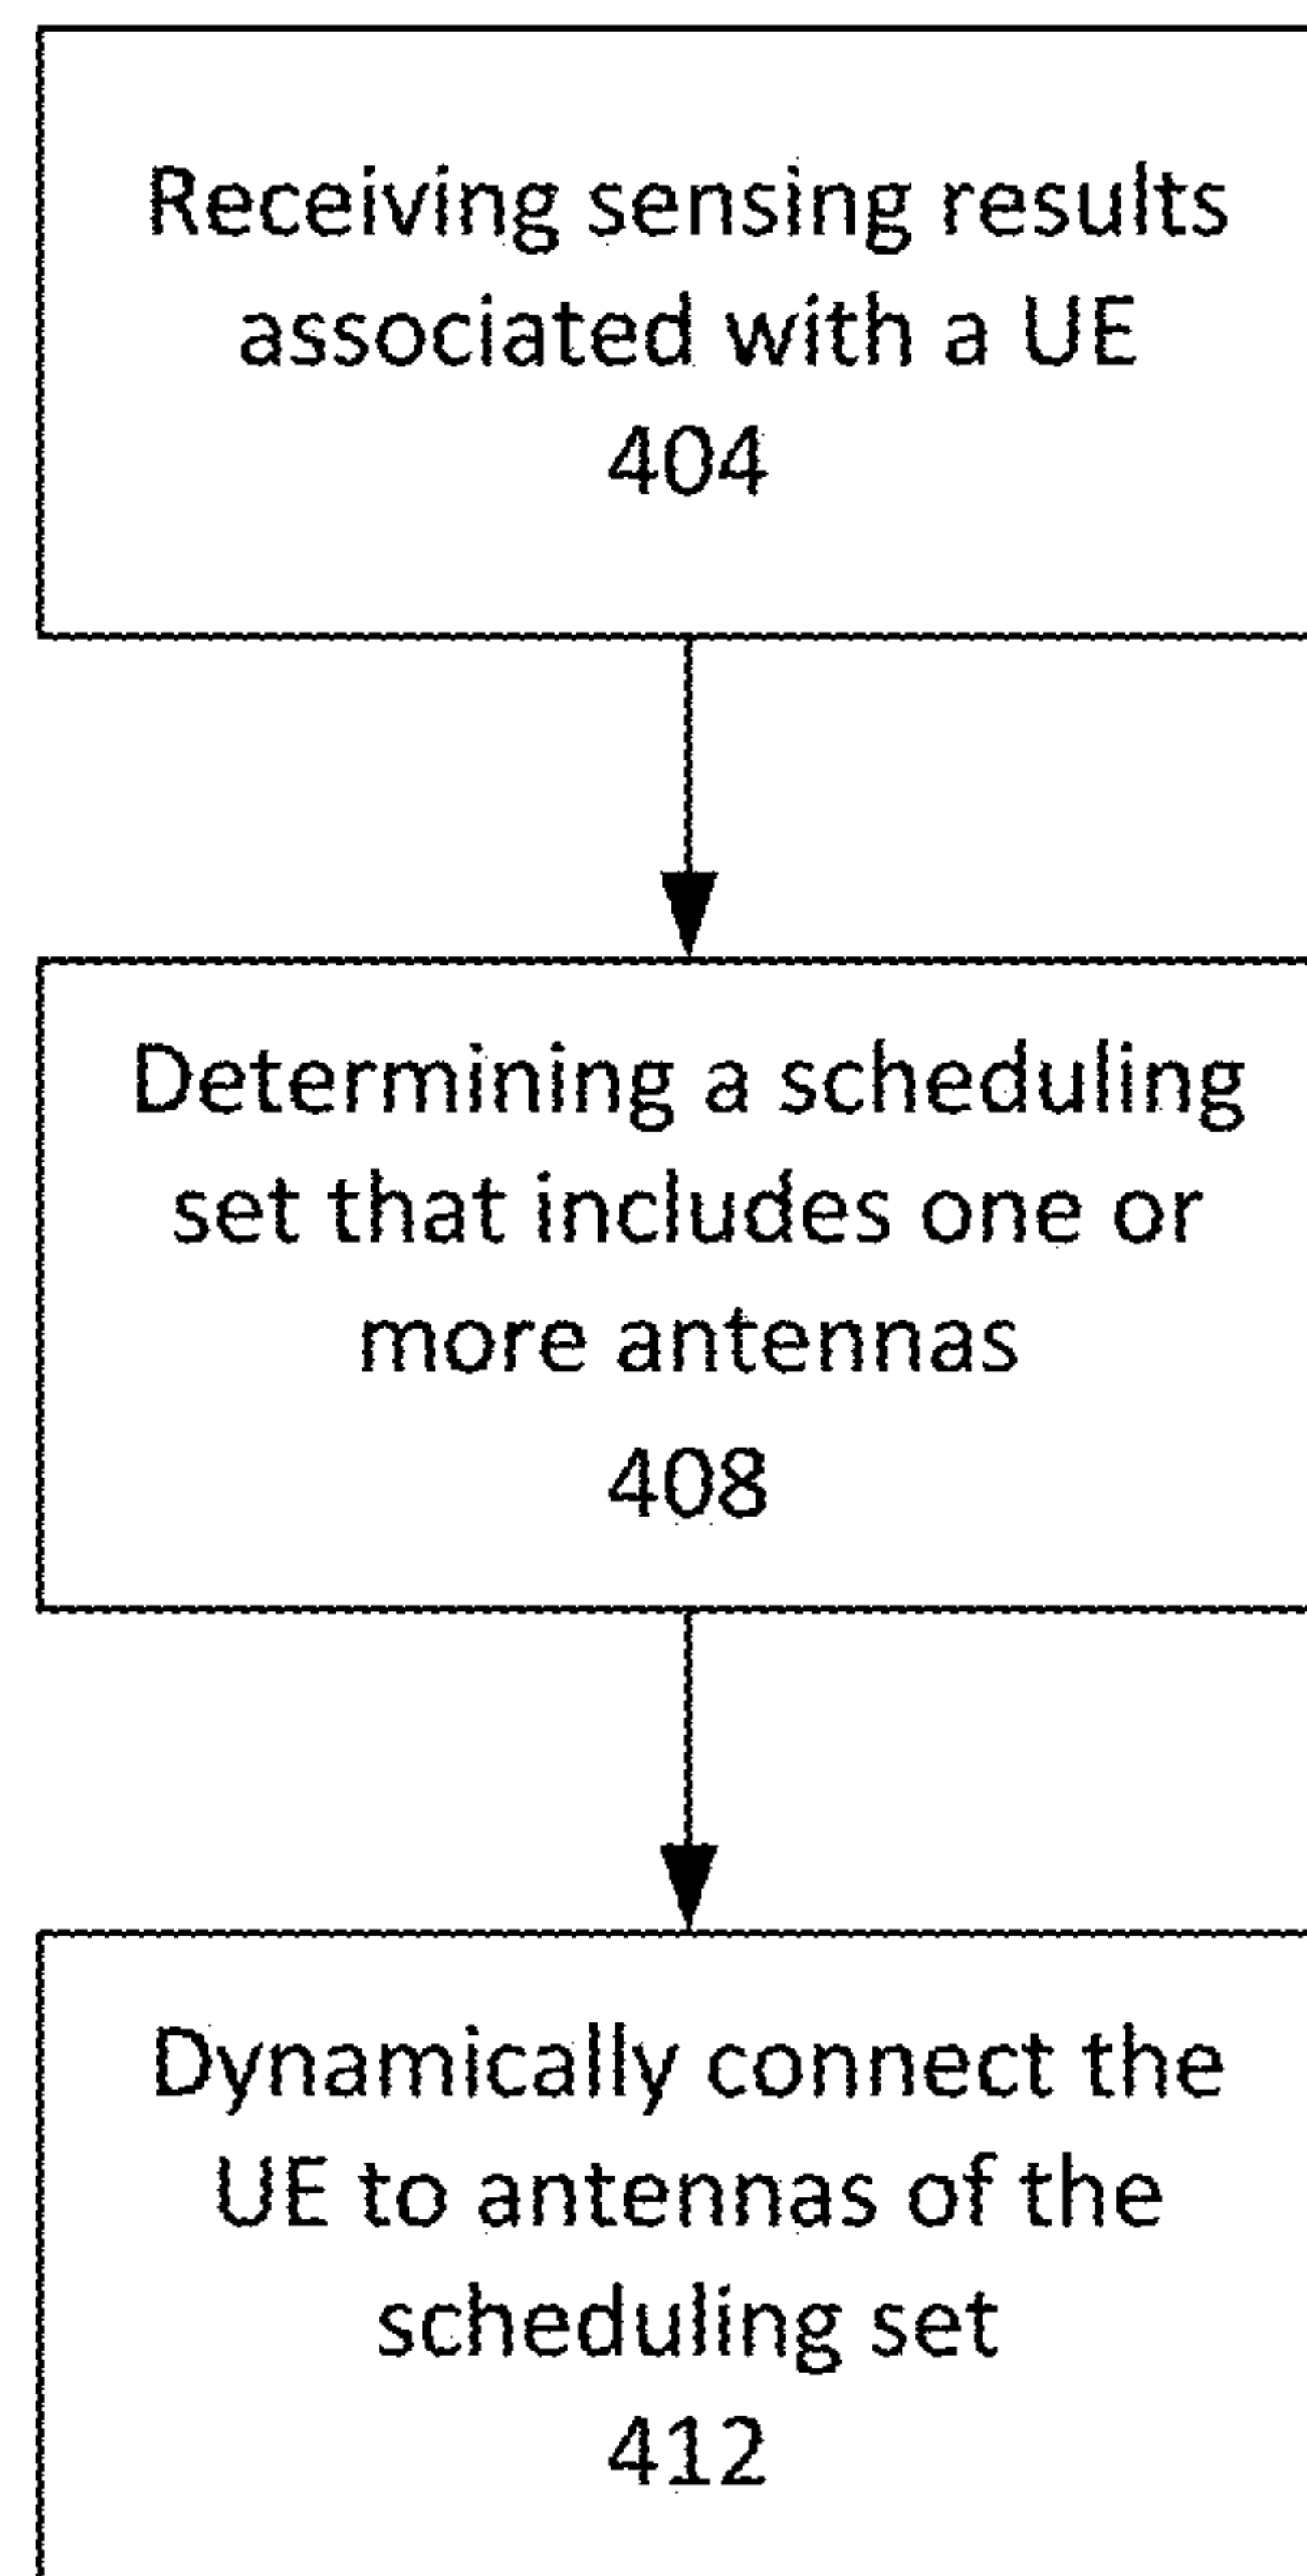 Receiving sensing results
associated with a UE
404
Determining a scheduling
set that includes one or
more antennas
408
Dynamically connect the
UE to antennas of the
scheduling set
412